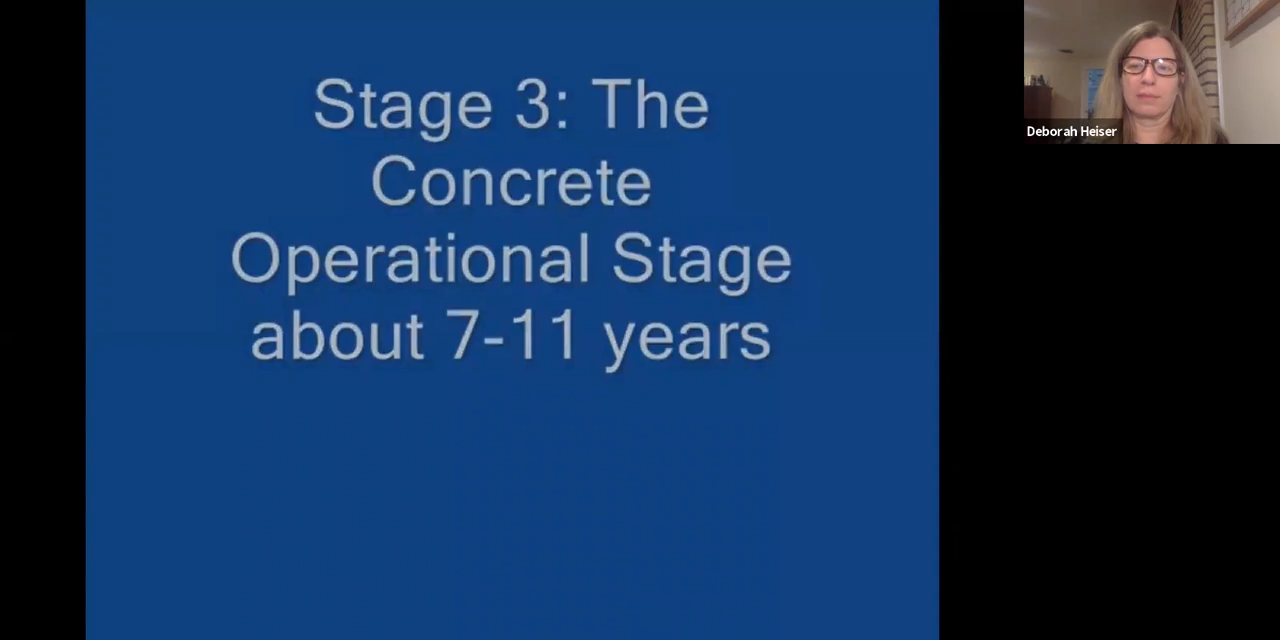 Stage 3: The
Concrete
Operational Stage
about 7-11 years
Deborah Heiser